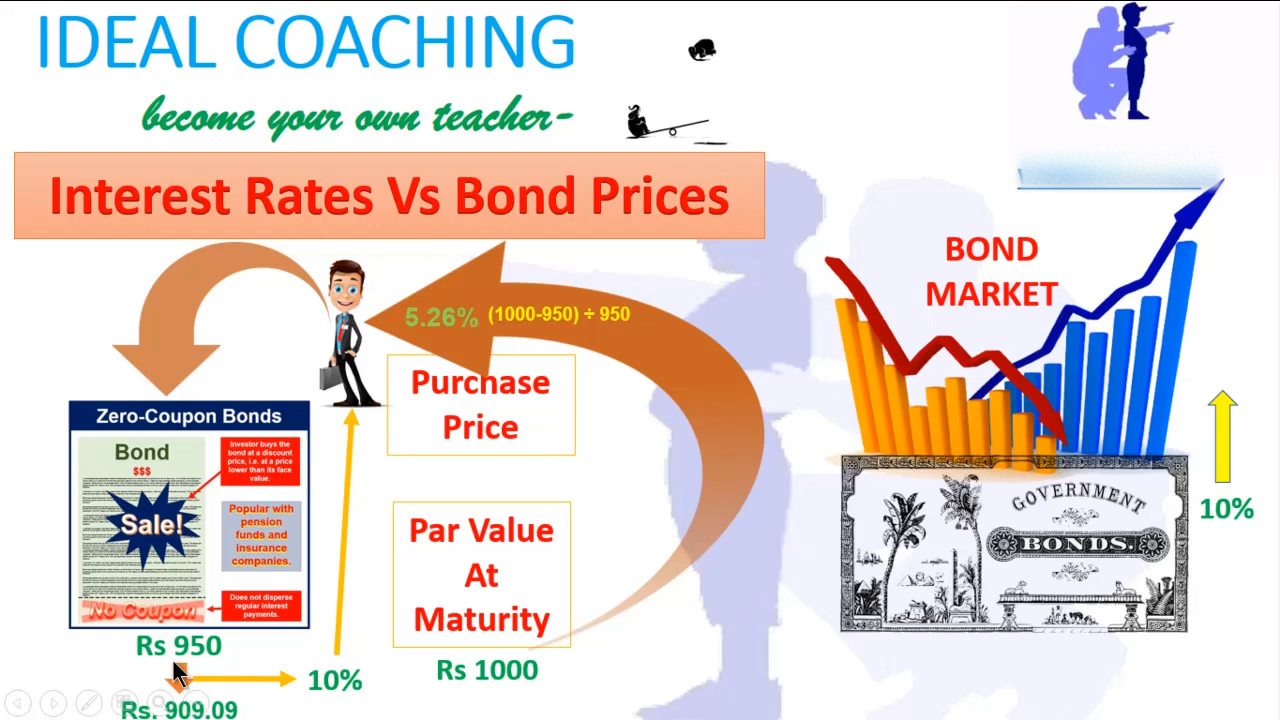 IDEAL COACHING
become your own teacher-
Interest Rates Vs Bond Prices
BOND
MARKET
5.26% (1000-950) ÷ 950
Purchase
Price
Zero-Coupon Bonds
Bond
$$$
Sale!
No Coupon
Investor buys the
bond at a discount
price, i.e. at a price
lower than its face
value.
Popular with
pension
funds and
insurance
companies.
Does not disperse
regular interest
payments.
Rs 950
10%
Rs. 909.09
Par Value
At
Maturity
Rs 1000
GOVERNMENT
BONDS.
10%